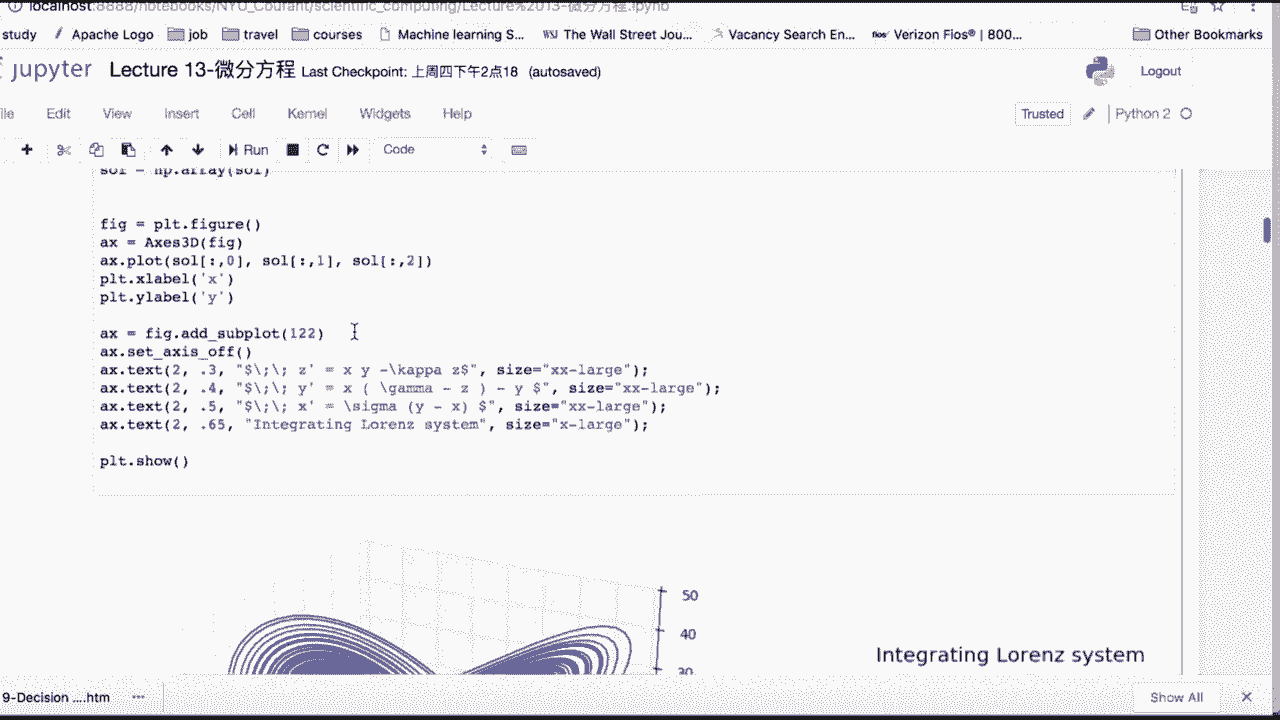 localhost:8888/notebooks/NYU_Courant/scientific_computing/Lecture%2013-微分方程.ipynb
study Apache Logo job travel courses Machine learning S... WSJ The Wall Street Jou... Vacancy Search En... fios Verizon Fios® | 800... Other Bookmarks
jupyter Lecture 13-微分方程 Last Checkpoint: 上周四下午2点18 (autosaved) Logout
ile Edit View Insert Cell Kernel Widgets Help Trusted Python 2
Run Code
sol = np.array(sol)
fig = plt.figure()
ax = Axes3D(fig)
ax.plot(sol[:,0], sol[:,1], sol[:,2])
plt.xlabel('x')
plt.ylabel('y')
ax = fig.add_subplot(122)
ax.set_axis_off()
ax.text(2, .3, "$\;\; z' = x y -\kappa z$", size="xx-large");
ax.text(2, .4, "$\;\; y' = x ( \gamma - z ) - y $", size="xx-large");
ax.text(2, .5, "$\;\; x' = \sigma (y - x) $", size="xx-large");
ax.text(2, .65, "Integrating Lorenz system", size="x-large");
plt.show()
50
40
30
Integrating Lorenz system
9-Decision ....htm Show All